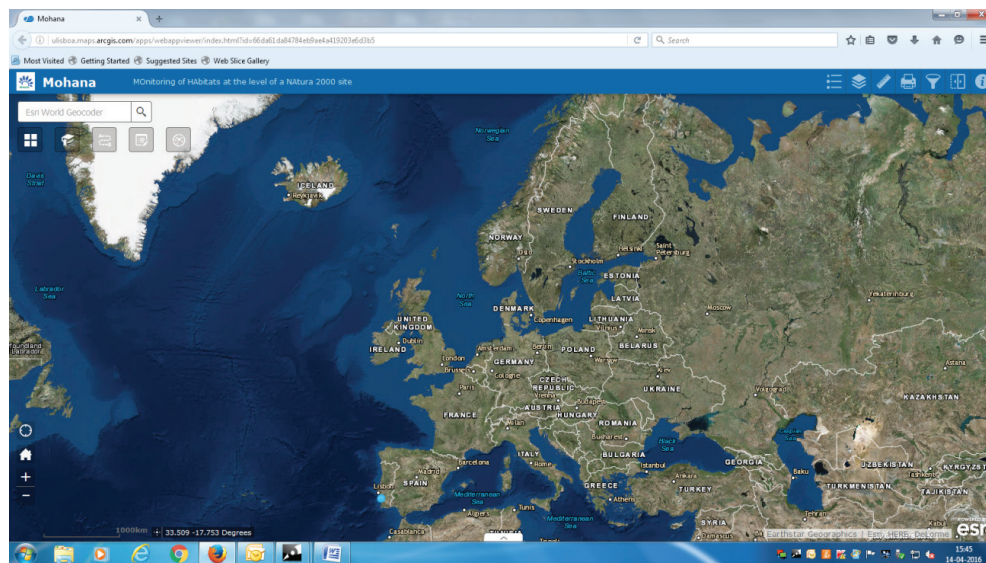 Mohana
ulisboa.maps.arcgis.com/apps/webappviewer/index.html?id=66da61da84784eb9ae4a419203e6d3b5
Search
Most Visited Getting Started Suggested Sites Web Slice Gallery
Mohana MOnitoring of HAbitats at the level of a NAtura 2000 site
Esri World Geocoder
Norwegian
Sea
Davis
Strait
ICELAND
Reykjavik
SWEDEN
FINLAND
NORWAY
Oslo
Helsinki
Saint
Petersburg
Stockholm
Baltic
Sea
ESTONIA
Labrador
Sea
North
Sea
LATVIA
Yekaterinburg
DENMARK
Copenhagen
LITHUANIA
Vilnius
Moscow
UNITED
KINGDOM
Minsk
Dublin
IRELAND
Amsterdam
Berlin
POLAND
BELARUS
London
GERMANY
Warsaw
Astana
Brussels
Cologne
Kiev
Paris
CZECH
REPUBLIC
Vienna
UKRAINE
Volgograd
KAZAKHSTAN
AUSTRIA
Budapest
FRANCE
HUNGARY
Milan
ROMANIA
Bucharest
Black
Sea
Caspian
Sea
ITALY
BULGARIA
Barcelona
Rome
Istanbul
GEORGIA
UZBEKISTAN
KYRGYZST
Madrid
Tashkent
Lisbon
SPAIN
GREECE
Ankara
TURKEY
Baku
TURKMENISTAN
TAJIKISTAN
Mediterranean
Sea
Athens
Algiers
Tunis
Mediterranean
Sea
SYRIA
Tehran
Kabul
Casablanca
Damascus
1000km
33.509 -17.753 Degrees
Earthstar Geographics | Esri, HERE, DeLorme
esri
15:45
14-04-2016